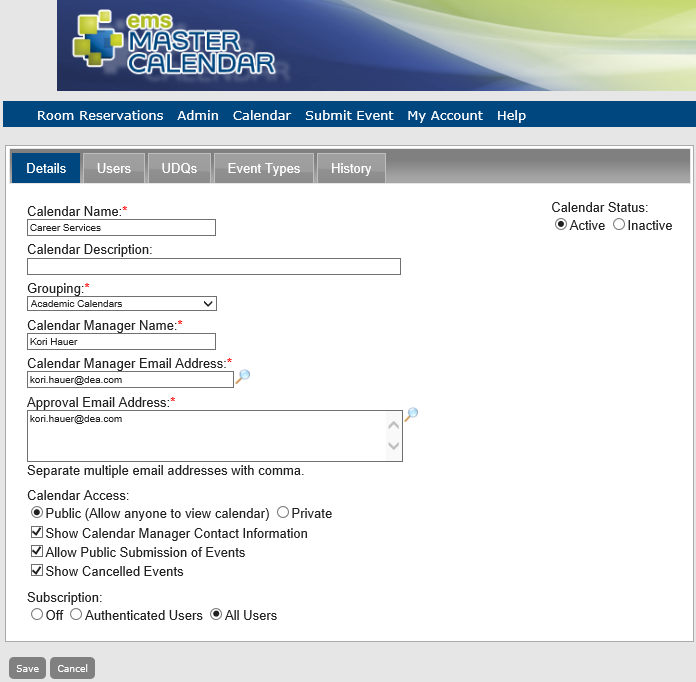 ems
MASTER
CALENDAR
Room Reservations Admin Calendar Submit Event My Account Help
Details Users UDQs Event Types History
Calendar Name:*
Career Services
Calendar Status:
Active Inactive
Calendar Description:
Grouping:*
Academic Calendars
Calendar Manager Name:*
Kori Hauer
Calendar Manager Email Address:*
kori.hauer@dea.com
Approval Email Address:*
kori.hauer@dea.com
Separate multiple email addresses with comma.
Calendar Access:
Public (Allow anyone to view calendar) Private
Show Calendar Manager Contact Information
Allow Public Submission of Events
Show Cancelled Events
Subscription:
Off Authenticated Users All Users
Save Cancel